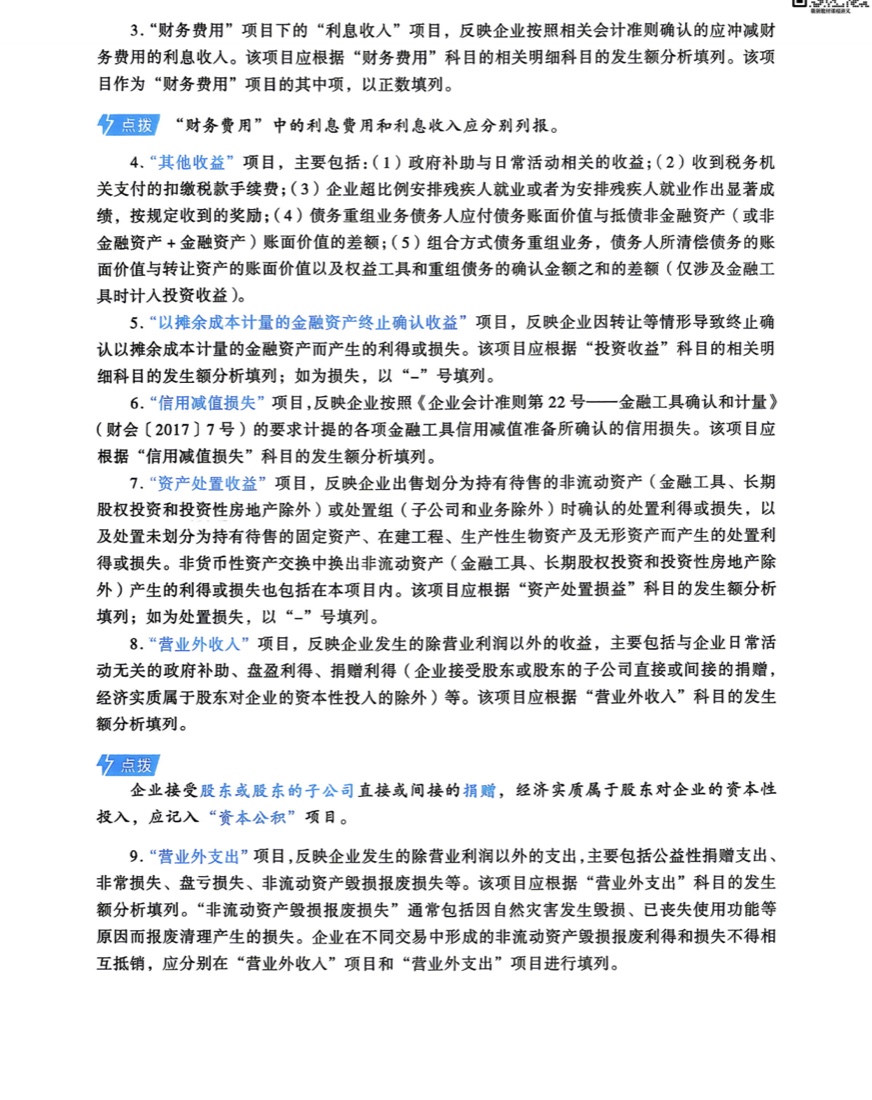 3.“财务费用”项目下的“利息收入”项目，反映企业按照相关会计准则确认的应冲减财
务费用的利息收入。该项目应根据“财务费用”科目的相关明细科目的发生额分析填列。该项
目作为“财务费用”项目的其中项，以正数填列。
点拨 “财务费用”中的利息费用和利息收入应分别列报。
4.“其他收益”项目，主要包括：（1）政府补助与日常活动相关的收益；（2）收到税务机
关支付的扣缴税款手续费；（3）企业超比例安排残疾人就业或者为安排残疾人就业作出显著成
绩，按规定收到的奖励；（4）债务重组业务债务人应付债务账面价值与抵债非金融资产（或非
金融资产+金融资产）账面价值的差额；（5）组合方式债务重组业务，债务人所清偿债务的账
面价值与转让资产的账面价值以及权益工具和重组债务的确认金额之和的差额（仅涉及金融工
具时计入投资收益）。
5.“以摊余成本计量的金融资产终止确认收益”项目，反映企业因转让等情形导致终止确
认以摊余成本计量的金融资产而产生的利得或损失。该项目应根据“投资收益”科目的相关明
细科目的发生额分析填列；如为损失，以“–”号填列。
6.“信用减值损失”项目，反映企业按照《企业会计准则第22号——金融工具确认和计量》
（财会〔2017〕7号）的要求计提的各项金融工具信用减值准备所确认的信用损失。该项目应
根据“信用减值损失”科目的发生额分析填列。
7.“资产处置收益”项目，反映企业出售划分为持有待售的非流动资产（金融工具、长期
股权投资和投资性房地产除外）或处置组（子公司和业务除外）时确认的处置利得或损失，以
及处置未划分为持有待售的固定资产、在建工程、生产性生物资产及无形资产而产生的处置利
得或损失。非货币性资产交换中换出非流动资产（金融工具、长期股权投资和投资性房地产除
外）产生的利得或损失也包括在本项目内。该项目应根据“资产处置损益”科目的发生额分析
填列；如为处置损失，以“–”号填列。
8.“营业外收入”项目，反映企业发生的除营业利润以外的收益，主要包括与企业日常活
动无关的政府补助、盘盈利得、捐赠利得（企业接受股东或股东的子公司直接或间接的捐赠，
经济实质属于股东对企业的资本性投入的除外）等。该项目应根据“营业外收入”科目的发生
额分析填列。
点拨
企业接受股东或股东的子公司直接或间接的捐赠，经济实质属于股东对企业的资本性
投入，应记入“资本公积”项目。
9.“营业外支出”项目，反映企业发生的除营业利润以外的支出，主要包括公益性捐赠支出、
非常损失、盘亏损失、非流动资产毁损报废损失等。该项目应根据“营业外支出”科目的发生
额分析填列。“非流动资产毁损报废损失”通常包括因自然灾害发生毁损、已丧失使用功能等
原因而报废清理产生的损失。企业在不同交易中形成的非流动资产毁损报废利得和损失不得相
互抵销，应分别在“营业外收入”项目和“营业外支出”项目进行填列。